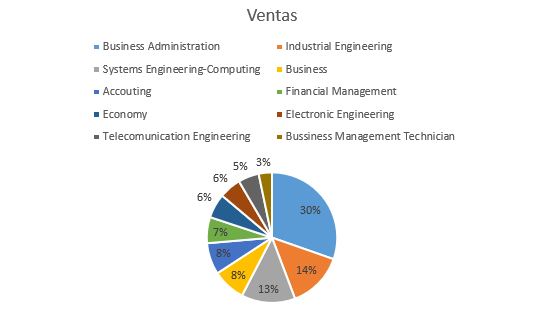 Ventas
Business Administration
Industrial Engineering
Systems Engineering-Computing
Business
Accouting
Financial Management
Economy
Electronic Engineering
Telecomunication Engineering
Bussiness Management Technician
3%
5%
6%
6%
30%
7%
8%
14%
8%
13%